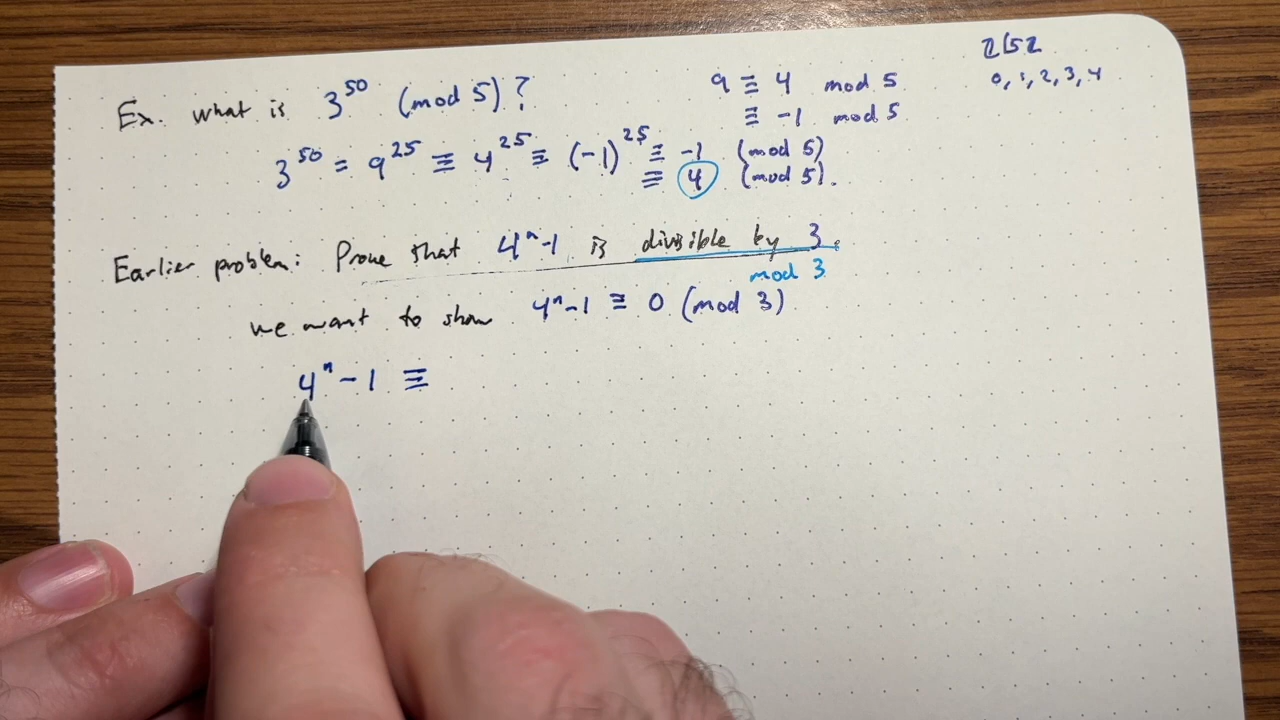 ℤ/5ℤ
0, 1, 2, 3, 4
Ex. what is 3^50 (mod 5)?
9 ≡ 4 mod 5
≡ -1 mod 5
3^50 = 9^25 ≡ 4^25 ≡ (-1)^25 ≡ -1 (mod 5)
≡ 4 (mod 5).
Earlier problem: Prove that 4^n-1 is divisible by 3.
mod 3
we want to show 4^n-1 ≡ 0 (mod 3)
4^n - 1 ≡